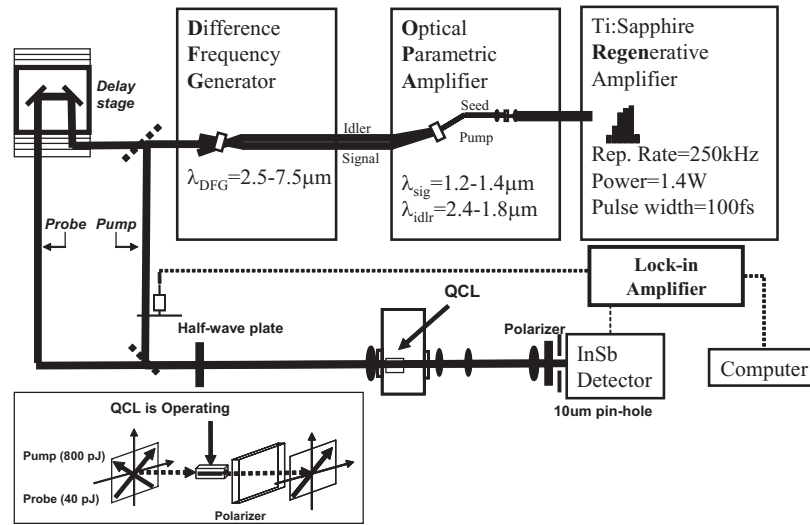 Delay
stage
Difference
Frequency
Generator
λDFG=2.5-7.5μm
Idler
Signal
Optical
Parametric
Amplifier
Seed
Pump
λsig=1.2-1.4μm
λidlr=2.4-1.8μm
Ti:Sapphire
Regenerative
Amplifier
Rep. Rate=250kHz
Power=1.4W
Pulse width=100fs
Probe
Pump
Lock-in
Amplifier
Half-wave plate
QCL
Polarizer
InSb
Detector
10um pin-hole
Computer
QCL is Operating
Pump (800 pJ)
Probe (40 pJ)
Polarizer